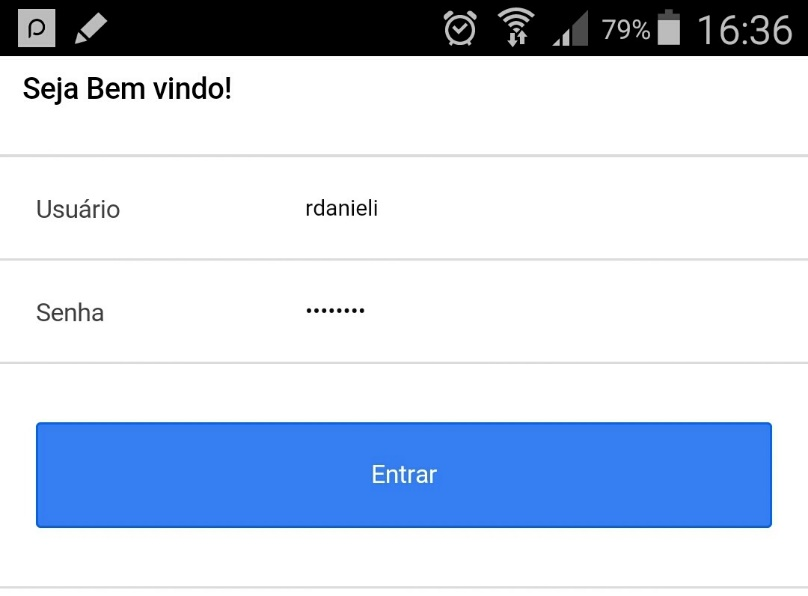 79% 16:36
Seja Bem vindo!
Usuário rdanieli
Senha ••••••••
Entrar